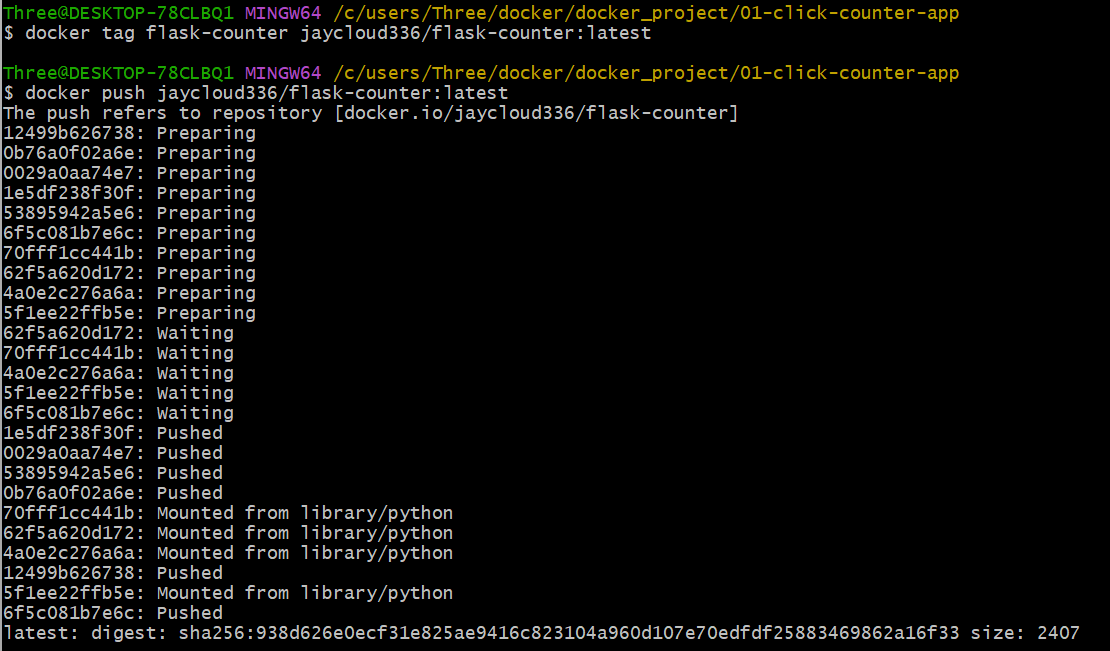 Three@DESKTOP-78CLBQ1 MINGW64 /c/users/Three/docker/docker_project/01-click-counter-app
$ docker tag flask-counter jaycloud336/flask-counter:latest
Three@DESKTOP-78CLBQ1 MINGW64 /c/users/Three/docker/docker_project/01-click-counter-app
$ docker push jaycloud336/flask-counter:latest
The push refers to repository [docker.io/jaycloud336/flask-counter]
12499b626738: Preparing
0b76a0f02a6e: Preparing
0029a0aa74e7: Preparing
1e5df238f30f: Preparing
53895942a5e6: Preparing
6f5c081b7e6c: Preparing
70fff1cc441b: Preparing
62f5a620d172: Preparing
4a0e2c276a6a: Preparing
5f1ee22ffb5e: Preparing
62f5a620d172: Waiting
70fff1cc441b: Waiting
4a0e2c276a6a: Waiting
5f1ee22ffb5e: Waiting
6f5c081b7e6c: Waiting
1e5df238f30f: Pushed
0029a0aa74e7: Pushed
53895942a5e6: Pushed
0b76a0f02a6e: Pushed
70fff1cc441b: Mounted from library/python
62f5a620d172: Mounted from library/python
4a0e2c276a6a: Mounted from library/python
12499b626738: Pushed
5f1ee22ffb5e: Mounted from library/python
6f5c081b7e6c: Pushed
latest: digest: sha256:938d626e0ecf31e825ae9416c823104a960d107e70edfdf25883469862a16f33 size: 2407